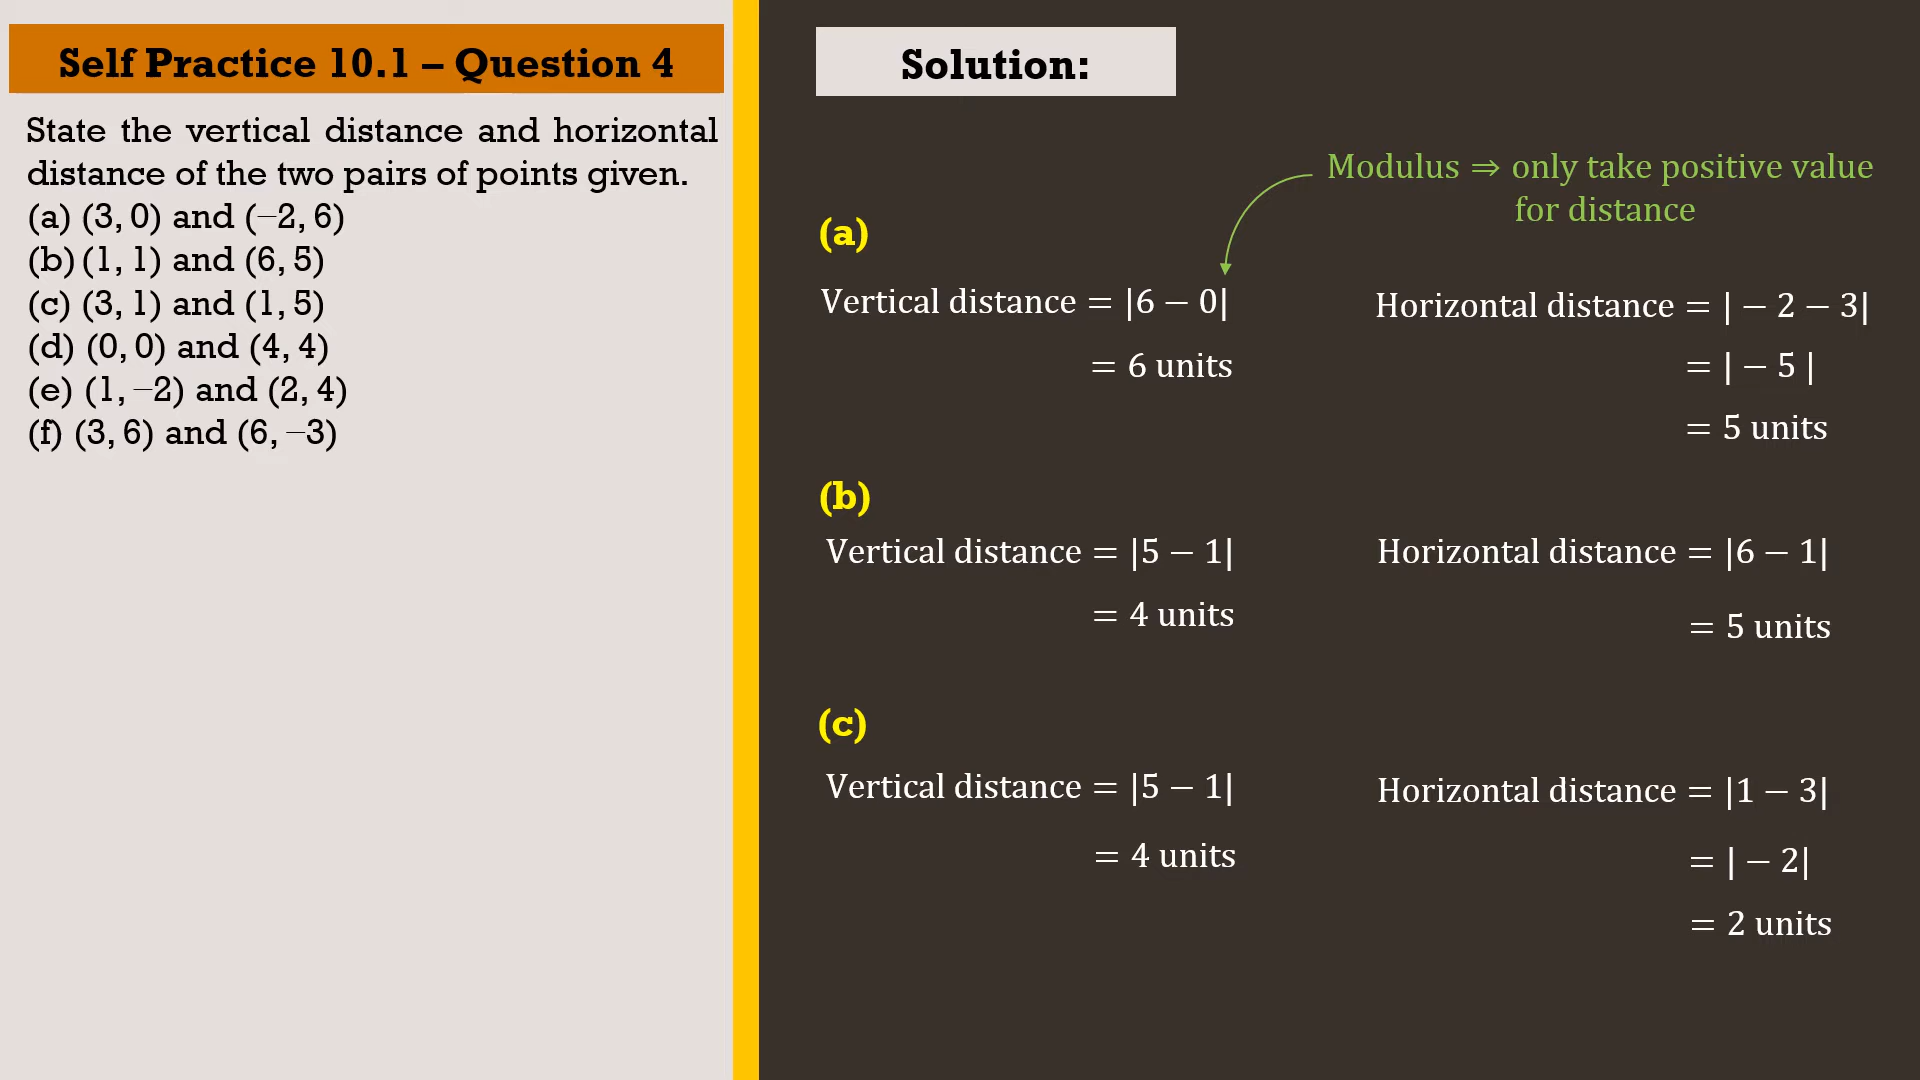 Self Practice 10.1 – Question 4
State the vertical distance and horizontal
distance of the two pairs of points given.
(a) (3, 0) and (−2, 6)
(b) (1, 1) and (6, 5)
(c) (3, 1) and (1, 5)
(d) (0, 0) and (4, 4)
(e) (1, −2) and (2, 4)
(f) (3, 6) and (6, −3)
Solution:
Modulus ⇒ only take positive value
for distance
(a)
Vertical distance = |6 − 0|
= 6 units
Horizontal distance = | − 2 − 3|
= | − 5 |
= 5 units
(b)
Vertical distance = |5 − 1|
= 4 units
Horizontal distance = |6 − 1|
= 5 units
(c)
Vertical distance = |5 − 1|
= 4 units
Horizontal distance = |1 − 3|
= | − 2|
= 2 units